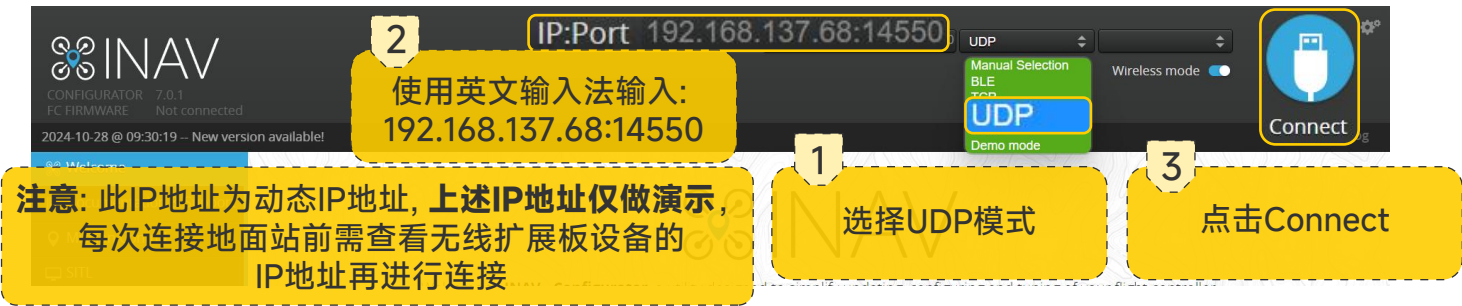 INAV
CONFIGURATOR 7.0.1
FC FIRMWARE Not connected
2024-10-28 @ 09:30:19 -- New version available!
2
IP:Port 192.168.137.68:14550
使用英文输入法输入:
192.168.137.68:14550
UDP
Manual Selection
BLE
TCP
UDP
Demo mode
Wireless mode
Connect
Welcome
注意: 此IP地址为动态IP地址, 上述IP地址仅做演示,
每次连接地面站前需查看无线扩展板设备的
IP地址再进行连接
1
选择UDP模式
3
点击Connect
SITL
INAV